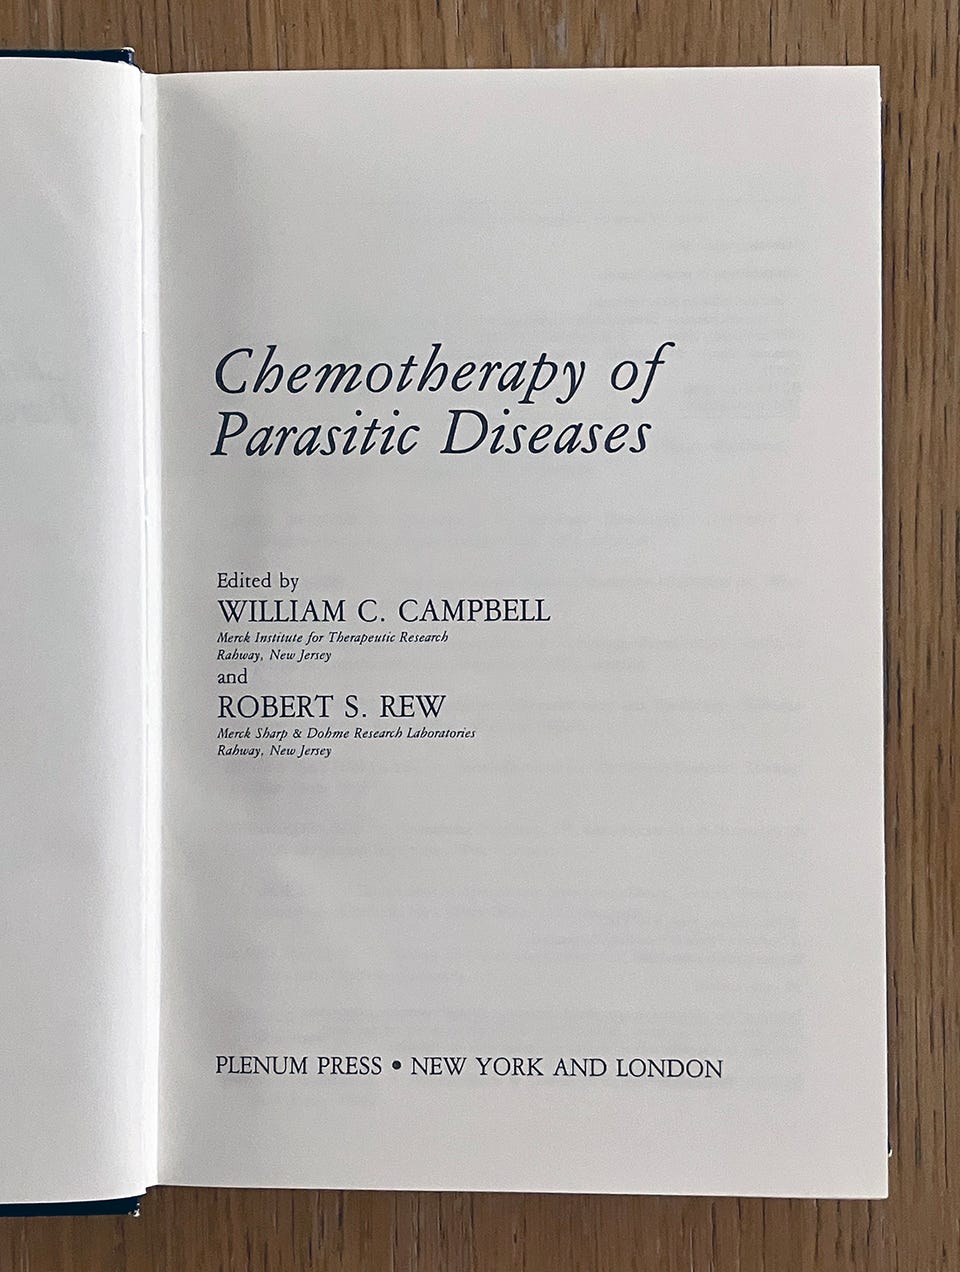 Chemotherapy of
Parasitic Diseases
Edited by
WILLIAM C. CAMPBELL
Merck Institute for Therapeutic Research
Rahway, New Jersey
and
ROBERT S. REW
Merck Sharp & Dohme Research Laboratories
Rahway, New Jersey
PLENUM PRESS • NEW YORK AND LONDON